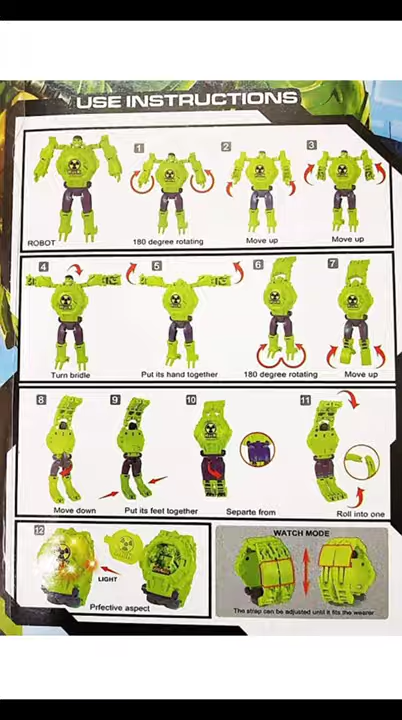 USE INSTRUCTIONS
ROBOT
1
180 degree rotating
2
Move up
3
Move up
4
Turn bridle
5
Put its hand together
6
180 degree rotating
7
Move up
8
Move down
9
Put its feet together
10
Separte from
11
Roll into one
12
LIGHT
Prfective aspect
WATCH MODE
The strap can be adjusted until it fits the wearer